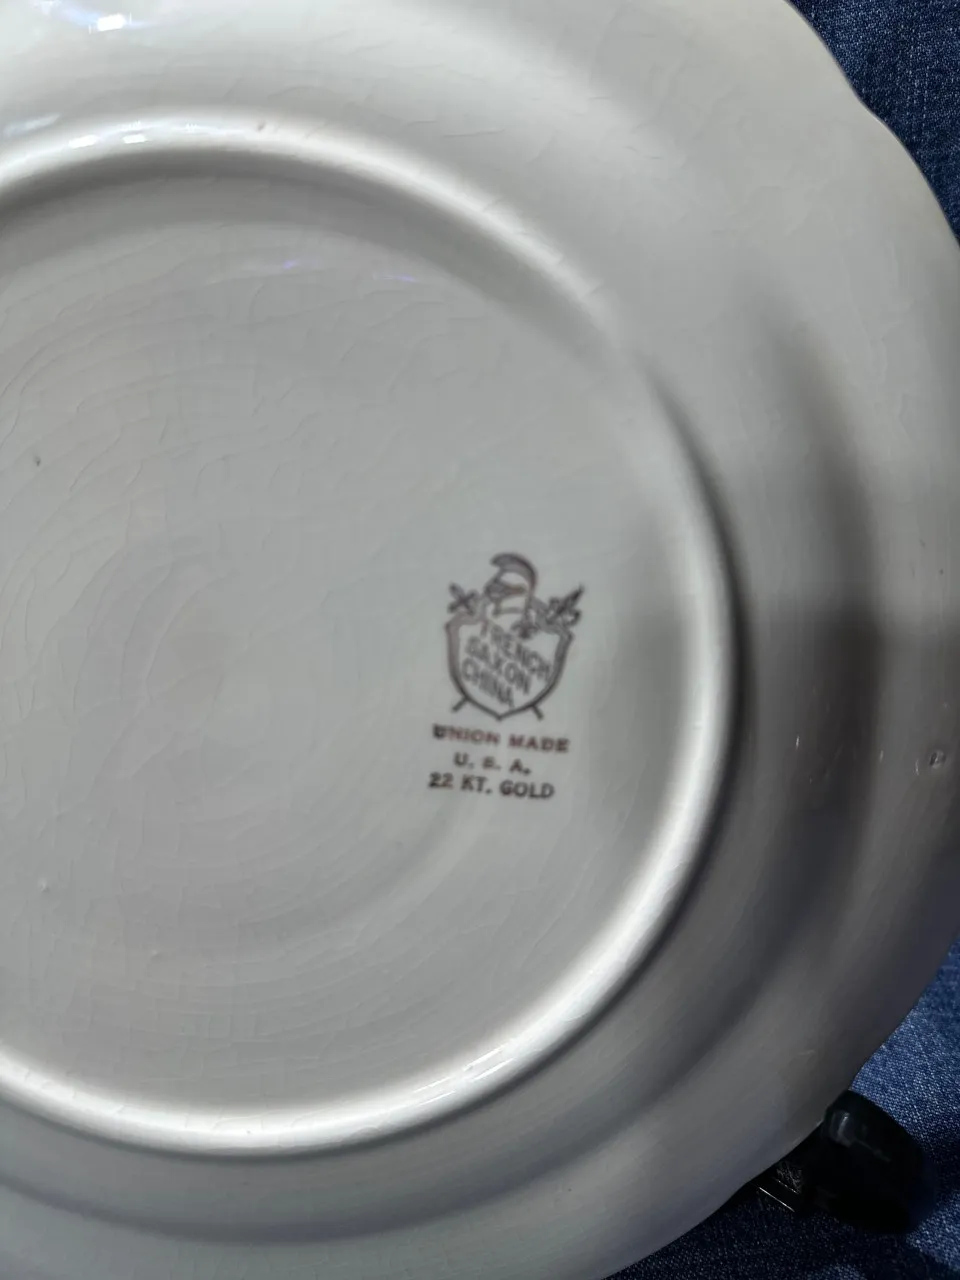 FRENCH
SAXON
CHINA
UNION MADE
U. S. A.
22 KT. GOLD